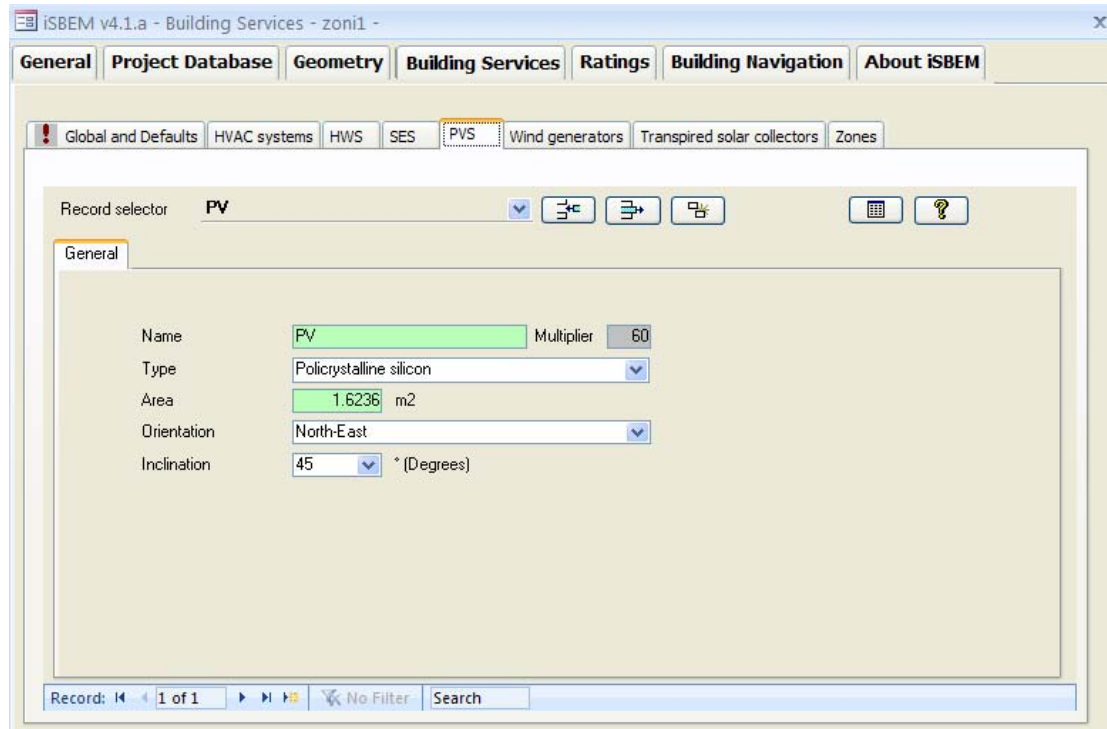 iSBEM v4.1.a - Building Services - zoni1 -
General Project Database Geometry Building Services Ratings Building Navigation About iSBEM
Global and Defaults HVAC systems HWS SES PVS Wind generators Transpired solar collectors Zones
Record selector PV
General
Name PV Multiplier 60
Type Policrystalline silicon
Area 1.6236 m2
Orientation North-East
Inclination 45 ° (Degrees)
Record: 1 of 1 No Filter Search